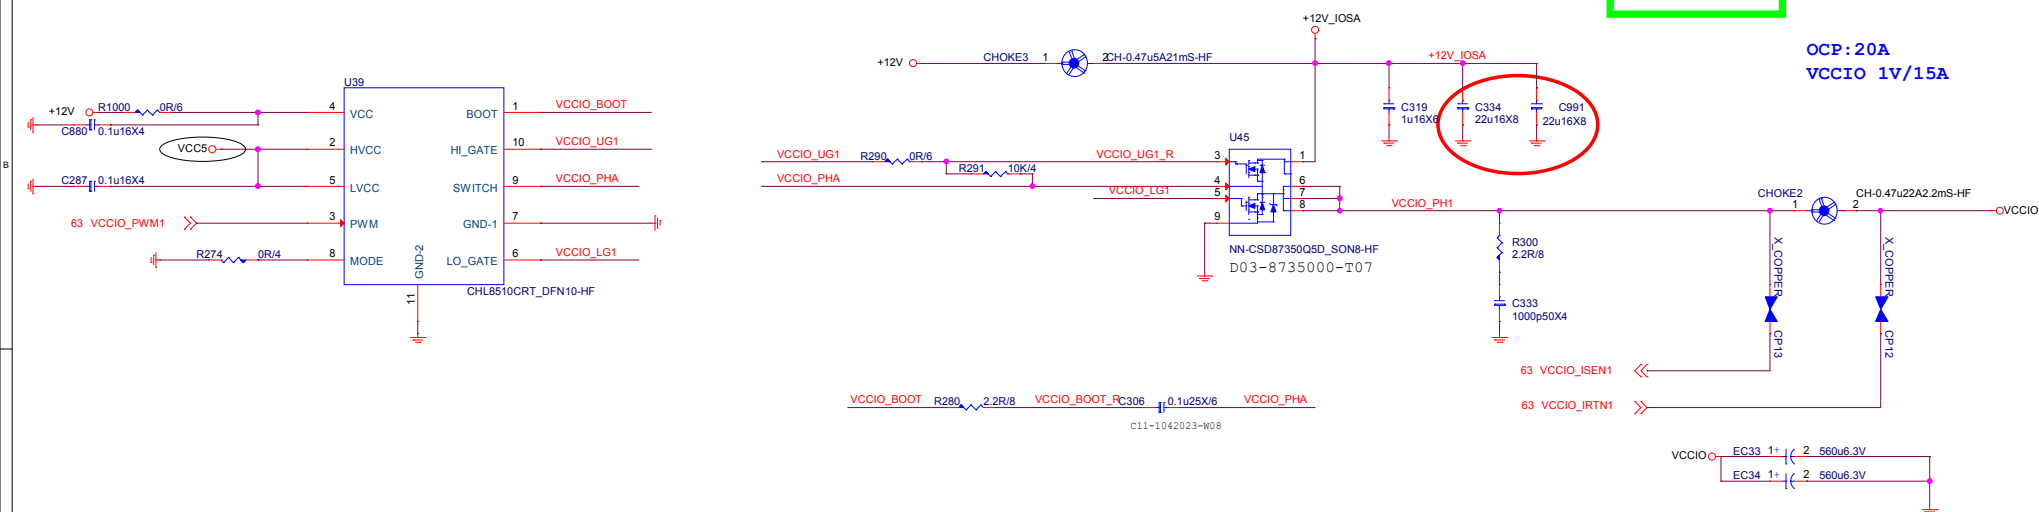 +12V_IOSA
OCP:20A
VCCIO 1V/15A
+12V
CHOKE3
1
2
CH-0.47u5A21mS-HF
+12V_IOSA
C319
1u16X6
C334
22u16X8
C991
22u16X8
U39
+12V
R1000
0R/6
C880
0.1u16X4
VCC5
C287
0.1u16X4
63 VCCIO_PWM1
R274
0R/4
4
VCC
2
HVCC
5
LVCC
3
PWM
8
MODE
GND-2
11
BOOT
1
VCCIO_BOOT
HI_GATE
10
VCCIO_UG1
SWITCH
9
VCCIO_PHA
GND-1
7
LO_GATE
6
VCCIO_LG1
CHL8510CRT_DFN10-HF
B
U45
VCCIO_UG1
R290
0R/6
VCCIO_UG1_R
3
1
R291
10K/4
VCCIO_PHA
4
VCCIO_LG1
5
6
7
8
9
NN-CSD87350Q5D_SON8-HF
D03-8735000-T07
VCCIO_PH1
R300
2.2R/8
C333
1000p50X4
CHOKE2
1
2
CH-0.47u22A2.2mS-HF
VCCIO
X_COPPER
CP13
X_COPPER
CP12
63 VCCIO_ISEN1
63 VCCIO_IRTN1
VCCIO_BOOT
R280
2.2R/8
VCCIO_BOOT_R
C306
0.1u25X/6
VCCIO_PHA
C11-1042023-W08
VCCIO
EC33
1+
2
560u6.3V
EC34
1+
2
560u6.3V